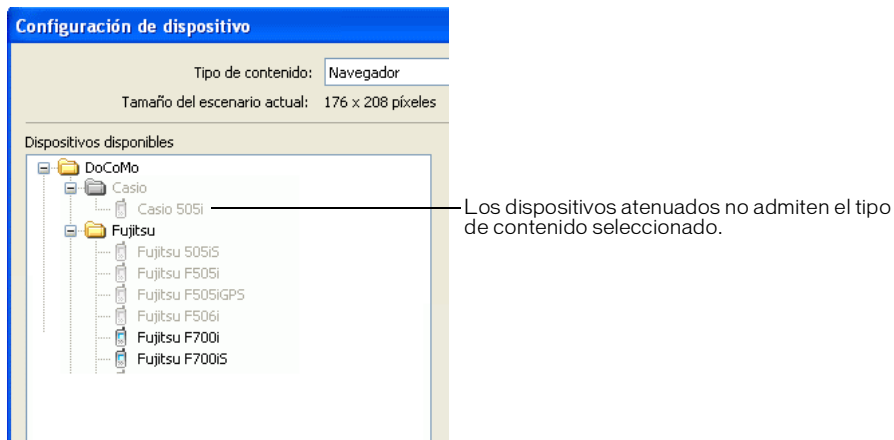 Configuración de dispositivo
Tipo de contenido: Navegador
Tamaño del escenario actual: 176 x 208 píxeles
Dispositivos disponibles
DoCoMo
Casio
Casio 505i
Los dispositivos atenuados no admiten el tipo
de contenido seleccionado.
Fujitsu
Fujitsu 505iS
Fujitsu F505i
Fujitsu F505iGPS
Fujitsu F506i
Fujitsu F700i
Fujitsu F700iS